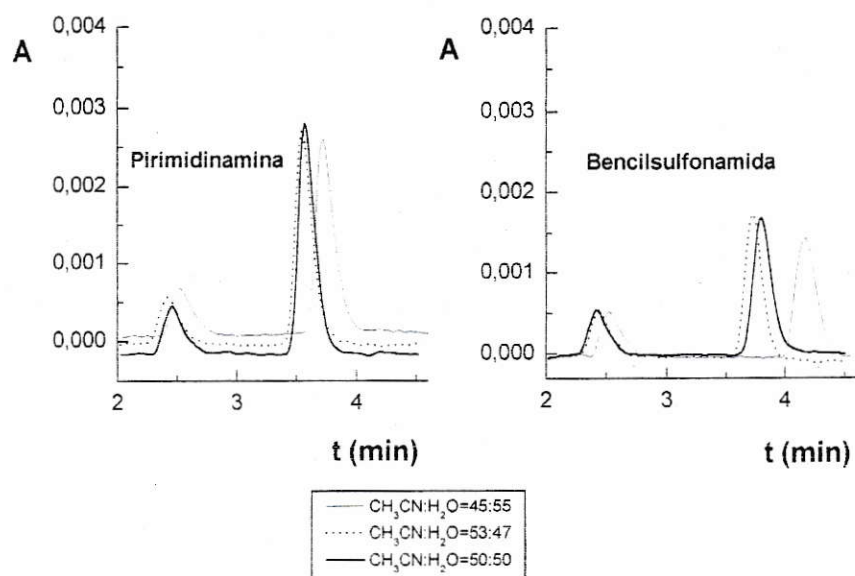 0,004
A
0,003
Pirimidinamina
0,002
0,001
0,000
2 3 4
t (min)
0,004
A
0,003
Bencilsulfonamida
0,002
0,001
0,000
2 3 4
t (min)
CH₃CN:H₂O=45:55
CH₃CN:H₂O=53:47
CH₃CN:H₂O=50:50